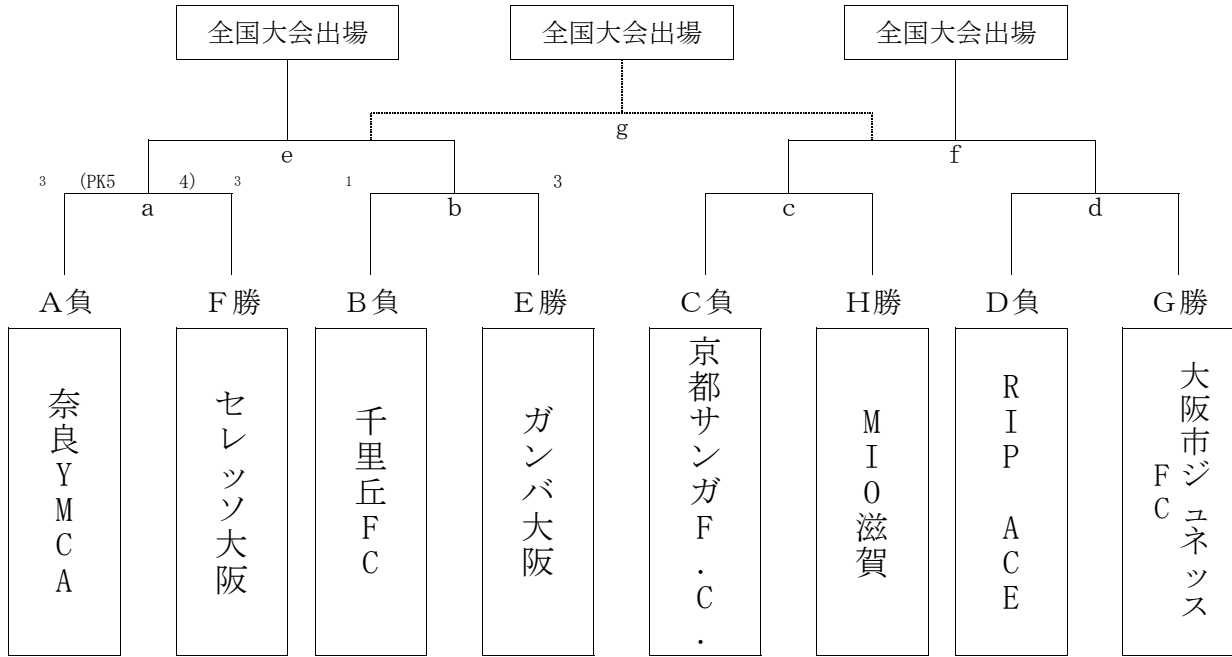 全国大会出場 全国大会出場 全国大会出場
g
e f
3 (PK5 4) 3 1 3
a b c d
A負 F勝 B負 E勝 C負 H勝 D負 G勝
奈良YMCA
セレッソ大阪
千里丘FC
ガンバ大阪
京都サンガF.C.
MIO滋賀
RIP ACE
大阪市ジュネッス
FC